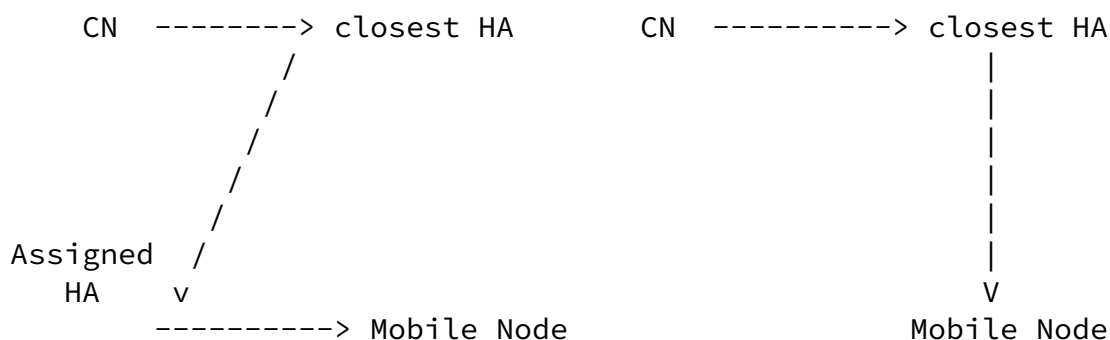 CN --------> closest HA CN ----------> closest HA
/ |
/ |
/ |
/ |
/ |
Assigned / |
HA v V
----------> Mobile Node Mobile Node